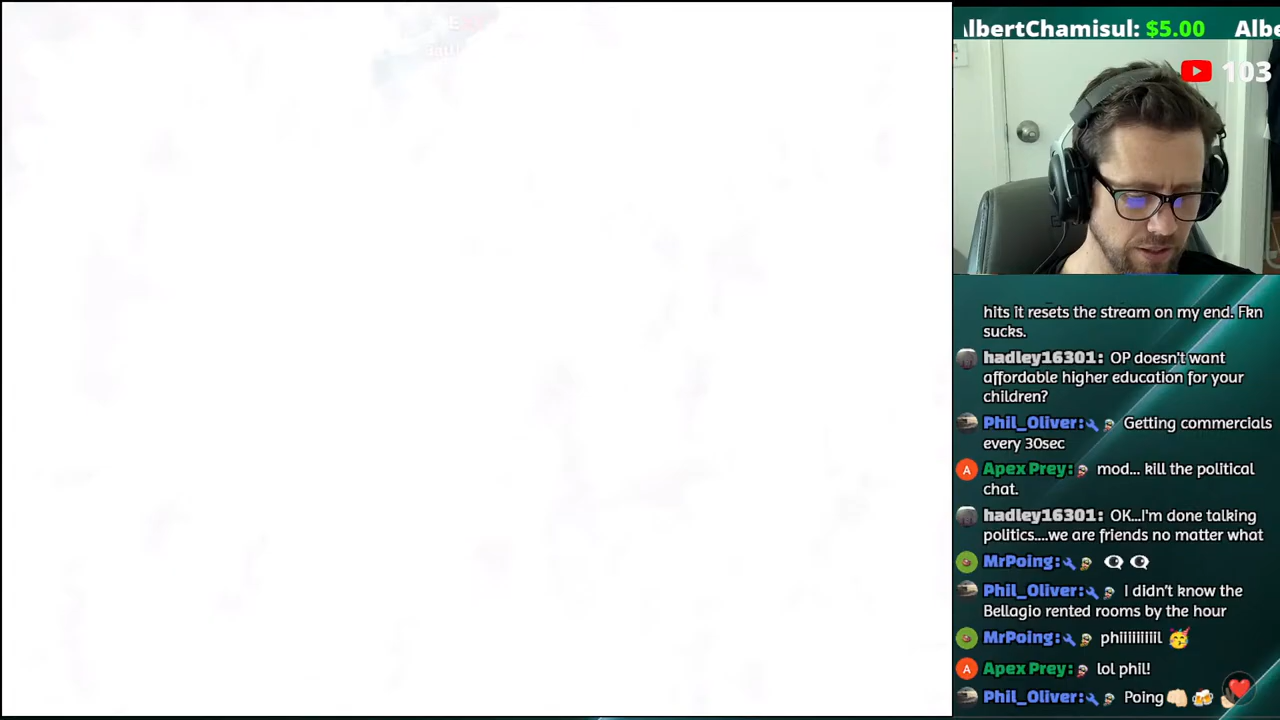 lbertChamisul: $5.00 Albe
103
hits it resets the stream on my end. Fkn
sucks.
hadley16301: OP doesn't want
affordable higher education for your
children?
Phil_Oliver: Getting commercials
every 30sec
A Apex Prey: mod... kill the political
chat.
hadley16301: OK...I'm done talking
politics....we are friends no matter what
MrPoing: 👁️‍🗨️ 👁️‍🗨️
Phil_Oliver: I didn't know the
Bellagio rented rooms by the hour
MrPoing: phiiiiiiiiil 🥳
A Apex Prey: lol phil!
Phil_Oliver: Poing👊🏻🍻